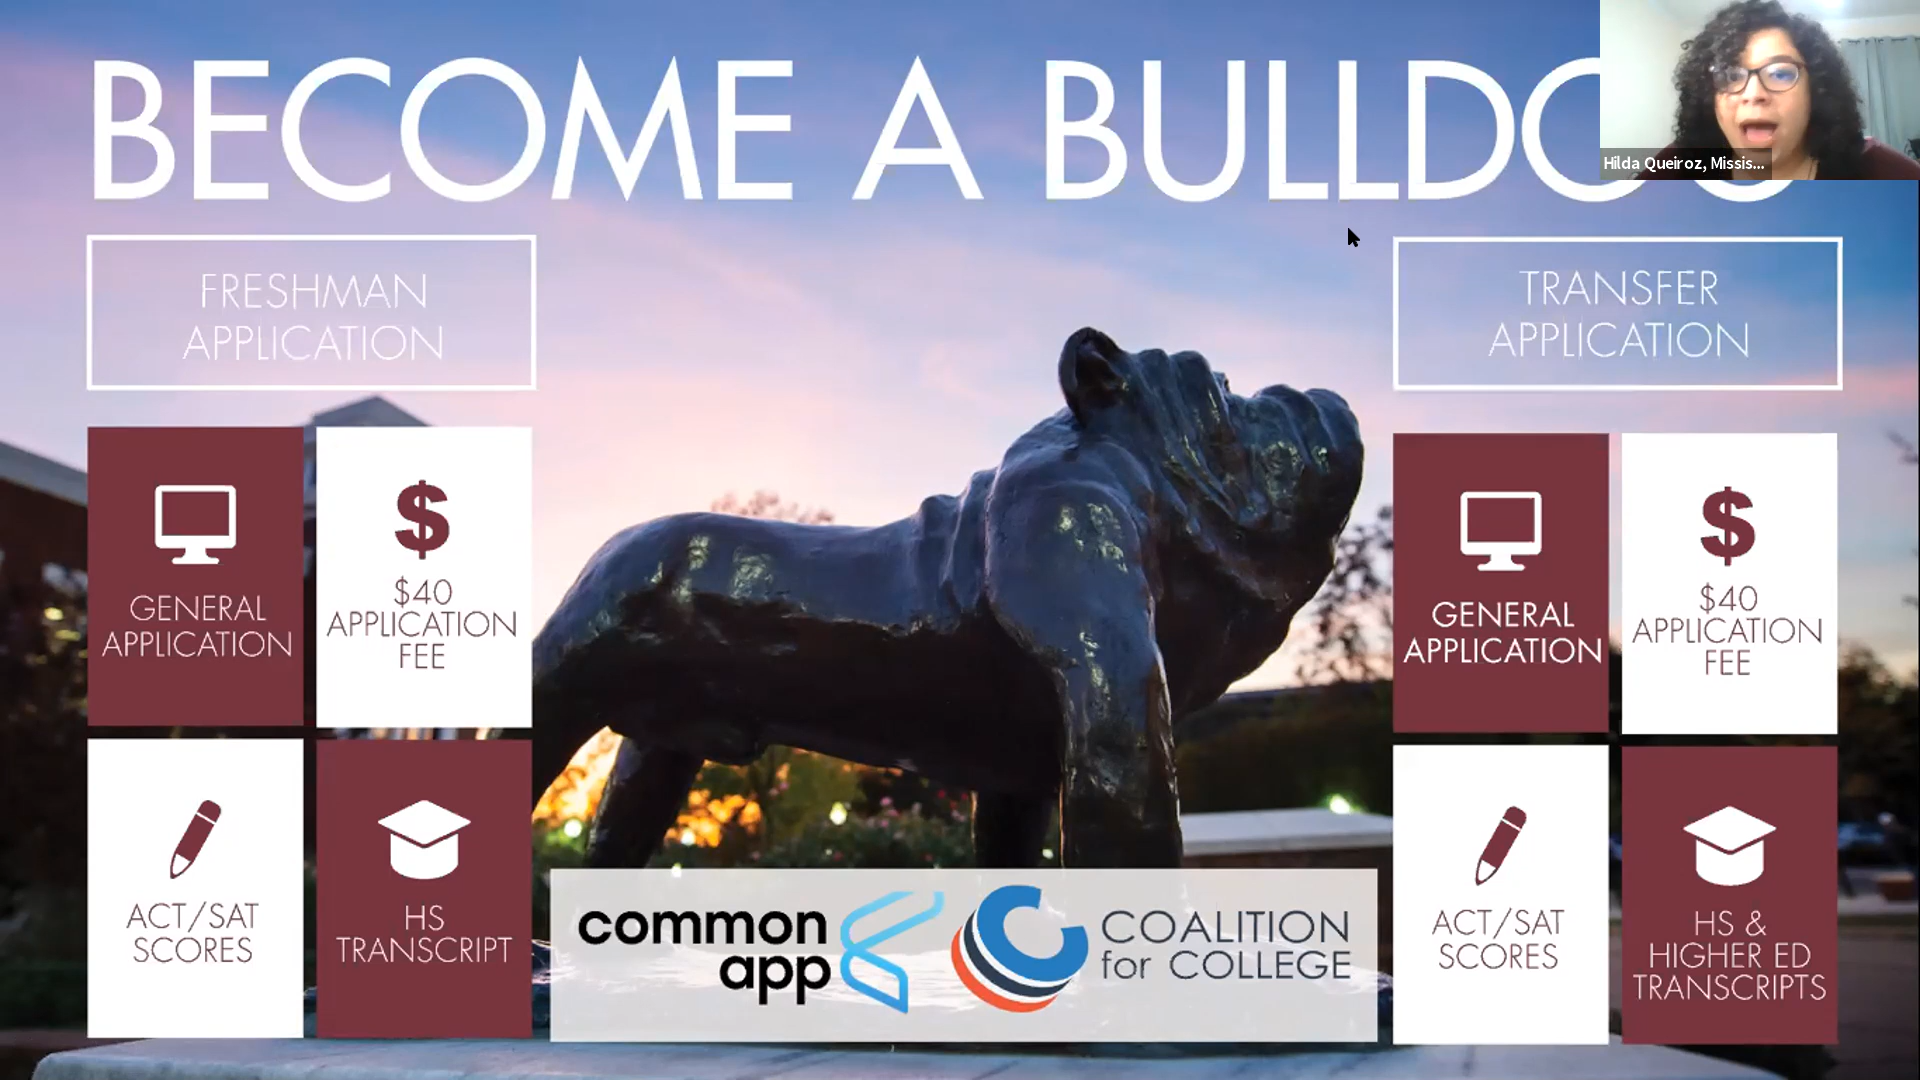 BECOME A BULLDO
Hilda Queiroz, Missis...
FRESHMAN
APPLICATION
GENERAL
APPLICATION
$
$40
APPLICATION
FEE
ACT/SAT
SCORES
HS
TRANSCRIPT
common
app
COALITION
for COLLEGE
TRANSFER
APPLICATION
GENERAL
APPLICATION
$
$40
APPLICATION
FEE
ACT/SAT
SCORES
HS &
HIGHER ED
TRANSCRIPTS